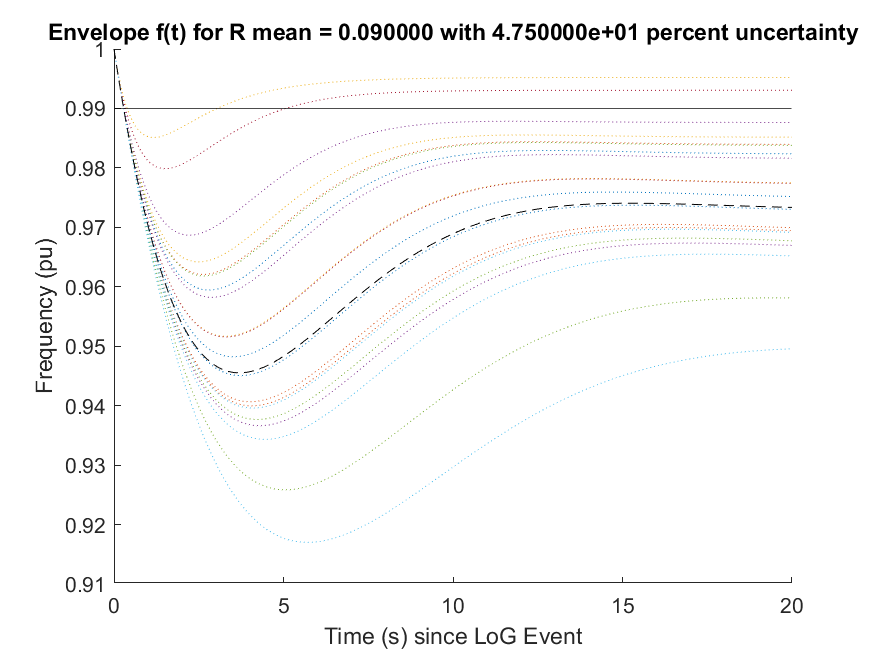 Envelope f(t) for R mean = 0.090000 with 4.750000e+01 percent uncertainty
1
0.99
0.98
0.97
0.96
0.95
0.94
0.93
0.92
0.91
Frequency (pu)
0 5 10 15 20
Time (s) since LoG Event